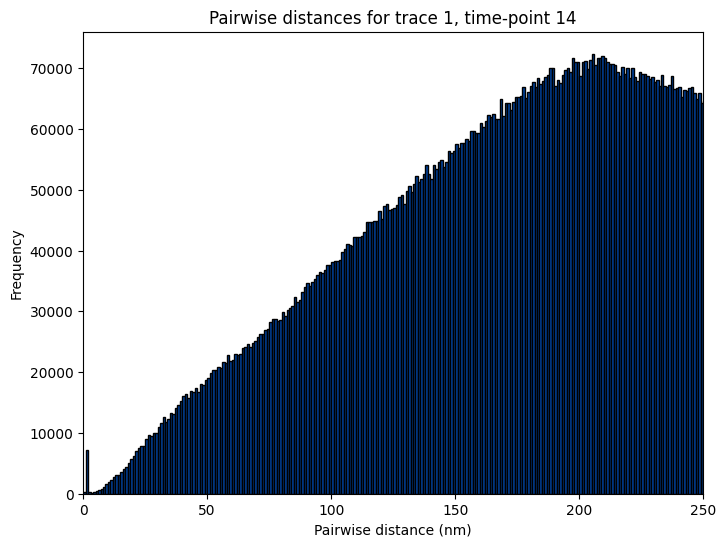 Pairwise distances for trace 1, time-point 14
70000
60000
50000
40000
30000
20000
10000
0
Frequency
0 50 100 150 200 250
Pairwise distance (nm)